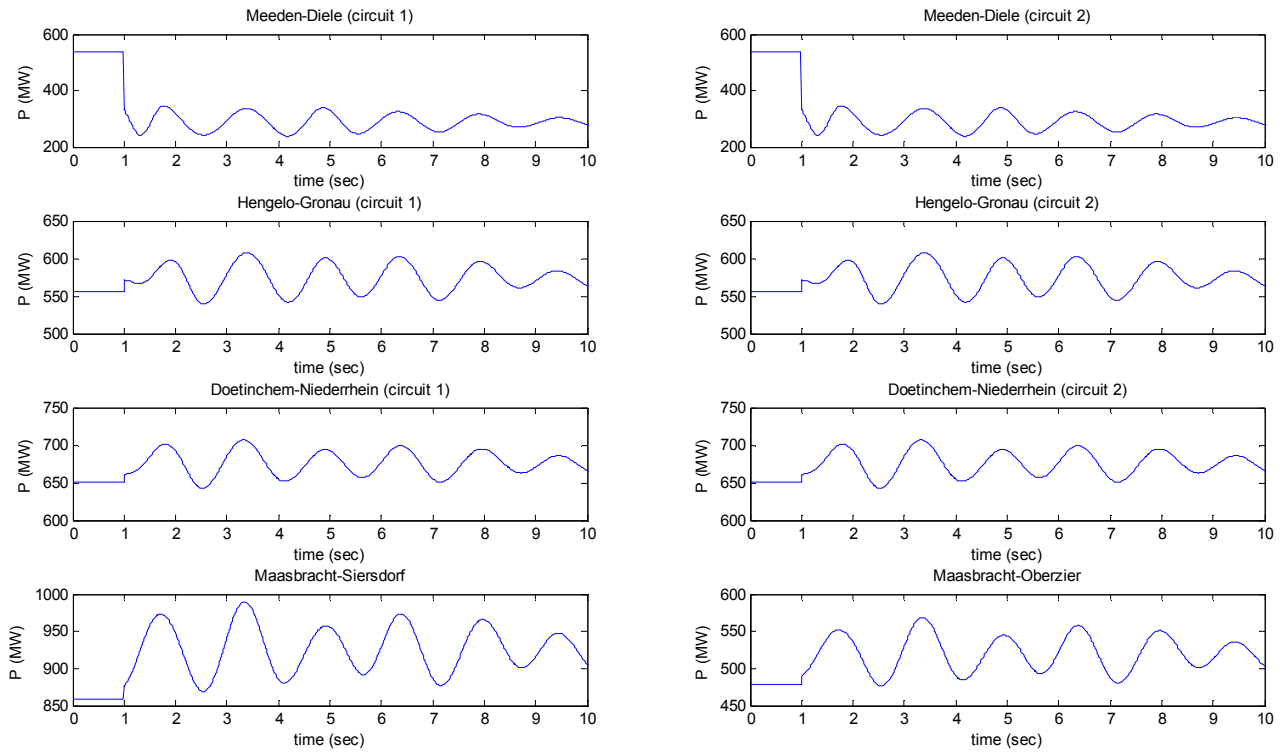 Meeden-Diele (circuit 1)
600
400
200
P (MW)
0 1 2 3 4 5 6 7 8 9 10
time (sec)
Meeden-Diele (circuit 2)
600
400
200
P (MW)
0 1 2 3 4 5 6 7 8 9 10
time (sec)
Hengelo-Gronau (circuit 1)
650
600
550
500
P (MW)
0 1 2 3 4 5 6 7 8 9 10
time (sec)
Hengelo-Gronau (circuit 2)
650
600
550
500
P (MW)
0 1 2 3 4 5 6 7 8 9 10
time (sec)
Doetinchem-Niederrhein (circuit 1)
750
700
650
600
P (MW)
0 1 2 3 4 5 6 7 8 9 10
time (sec)
Doetinchem-Niederrhein (circuit 2)
750
700
650
600
P (MW)
0 1 2 3 4 5 6 7 8 9 10
time (sec)
Maasbracht-Siersdorf
1000
950
900
850
P (MW)
0 1 2 3 4 5 6 7 8 9 10
time (sec)
Maasbracht-Oberzier
600
550
500
450
P (MW)
0 1 2 3 4 5 6 7 8 9 10
time (sec)